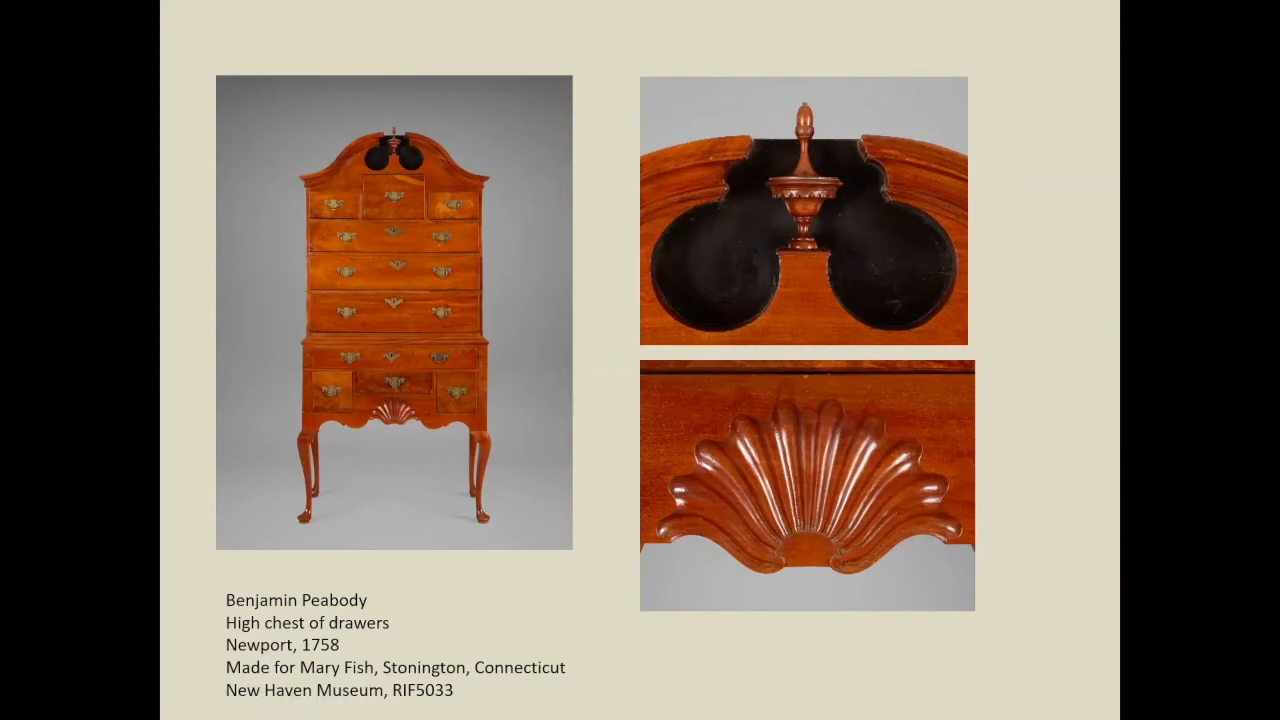 Benjamin Peabody
High chest of drawers
Newport, 1758
Made for Mary Fish, Stonington, Connecticut
New Haven Museum, RIF5033